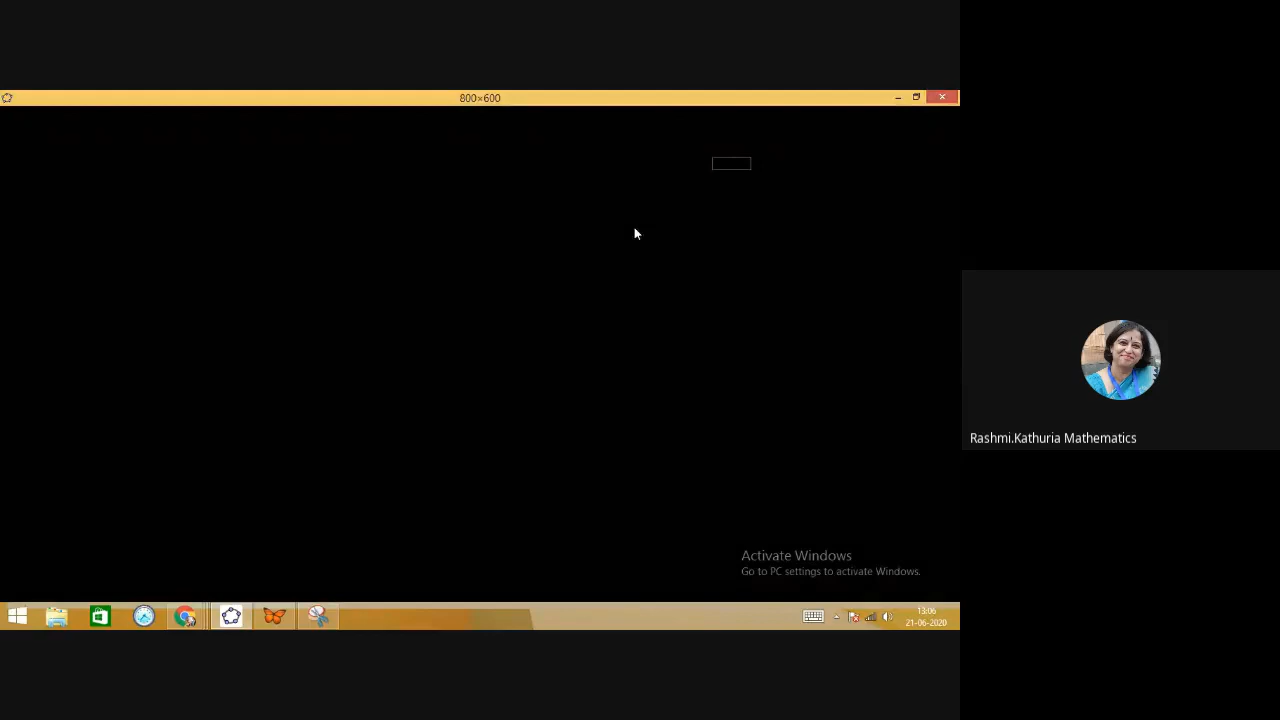 800×600
Rashmi.Kathuria Mathematics
Activate Windows
Go to PC settings to activate Windows.
13:06
21-06-2020